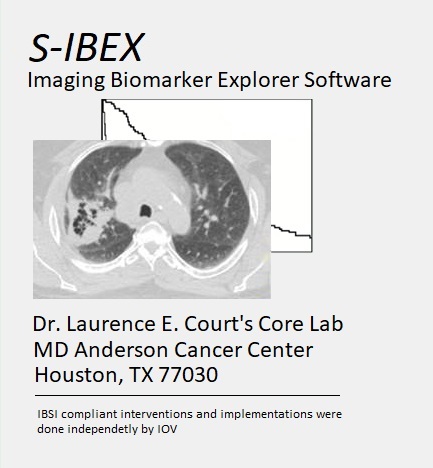 S-IBEX
Imaging Biomarker Explorer Software
Dr. Laurence E. Court's Core Lab
MD Anderson Cancer Center
Houston, TX 77030
IBSI compliant interventions and implementations were
done independetly by IOV